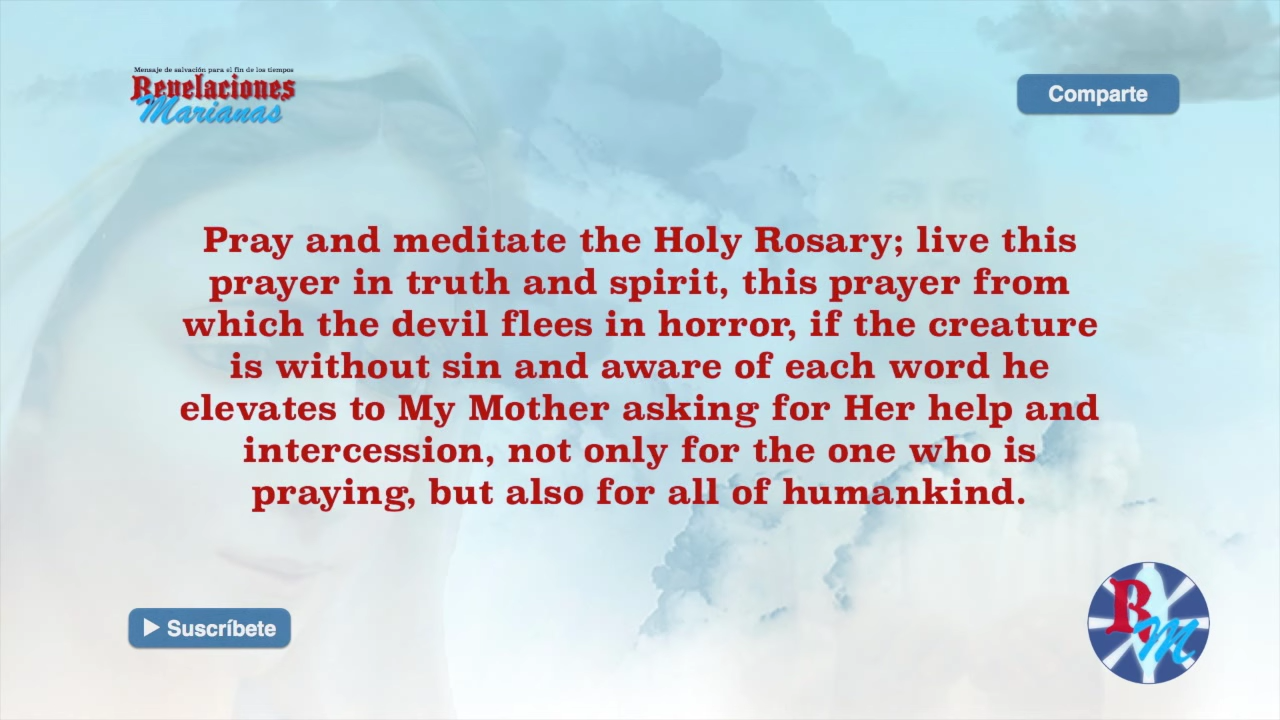 Mensaje de salvación para el fin de los tiempos
Revelaciones
Marianas
Comparte
Pray and meditate the Holy Rosary; live this
prayer in truth and spirit, this prayer from
which the devil flees in horror, if the creature
is without sin and aware of each word he
elevates to My Mother asking for Her help and
intercession, not only for the one who is
praying, but also for all of humankind.
Suscríbete
RM